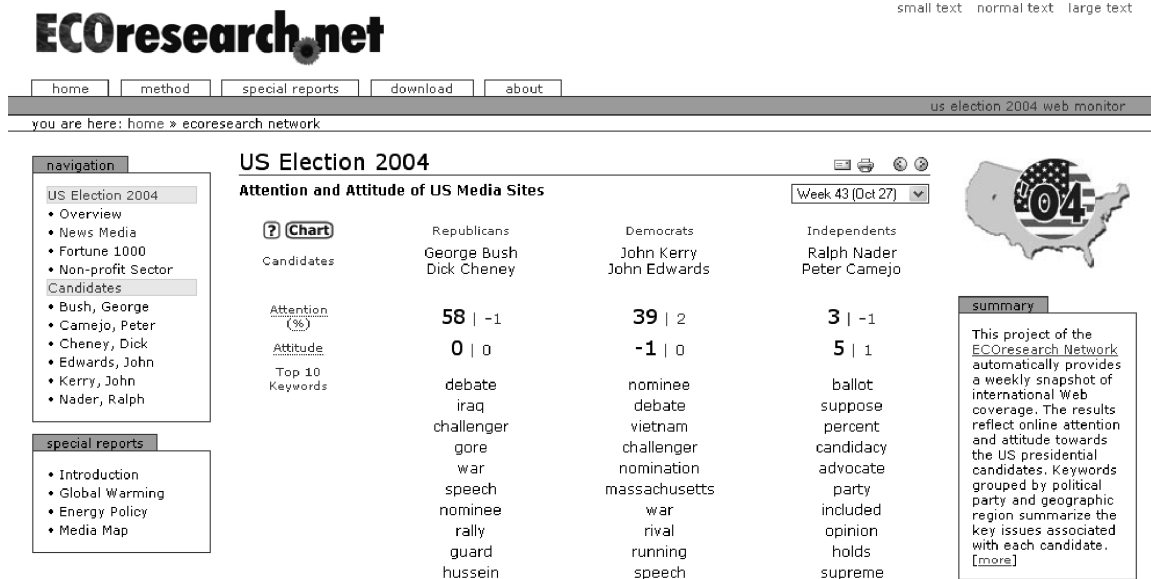 small text normal text large text
ECOresearch.net
home method special reports download about
us election 2004 web monitor
you are here: home » ecoresearch network
navigation
US Election 2004
• Overview
• News Media
• Fortune 1000
• Non-profit Sector
Candidates
• Bush, George
• Camejo, Peter
• Cheney, Dick
• Edwards, John
• Kerry, John
• Nader, Ralph
special reports
• Introduction
• Global Warming
• Energy Policy
• Media Map
US Election 2004
Attention and Attitude of US Media Sites
Week 43 (Oct 27)
? Chart Republicans Democrats Independents
Candidates
George Bush John Kerry Ralph Nader
Dick Cheney John Edwards Peter Camejo
Attention
(%)
58 | -1 39 | 2 3 | -1
Attitude 0 | 0 -1 | 0 5 | 1
Top 10
Keywords
debate nominee ballot
iraq debate suppose
challenger vietnam percent
gore challenger candidacy
war nomination advocate
speech massachusetts party
nominee war included
rally rival opinion
guard running holds
hussein speech supreme
'04
summary
This project of the
ECOresearch Network
automatically provides
a weekly snapshot of
international Web
coverage. The results
reflect online attention
and attitude towards
the US presidential
candidates. Keywords
grouped by political
party and geographic
region summarize the
key issues associated
with each candidate.
[more]